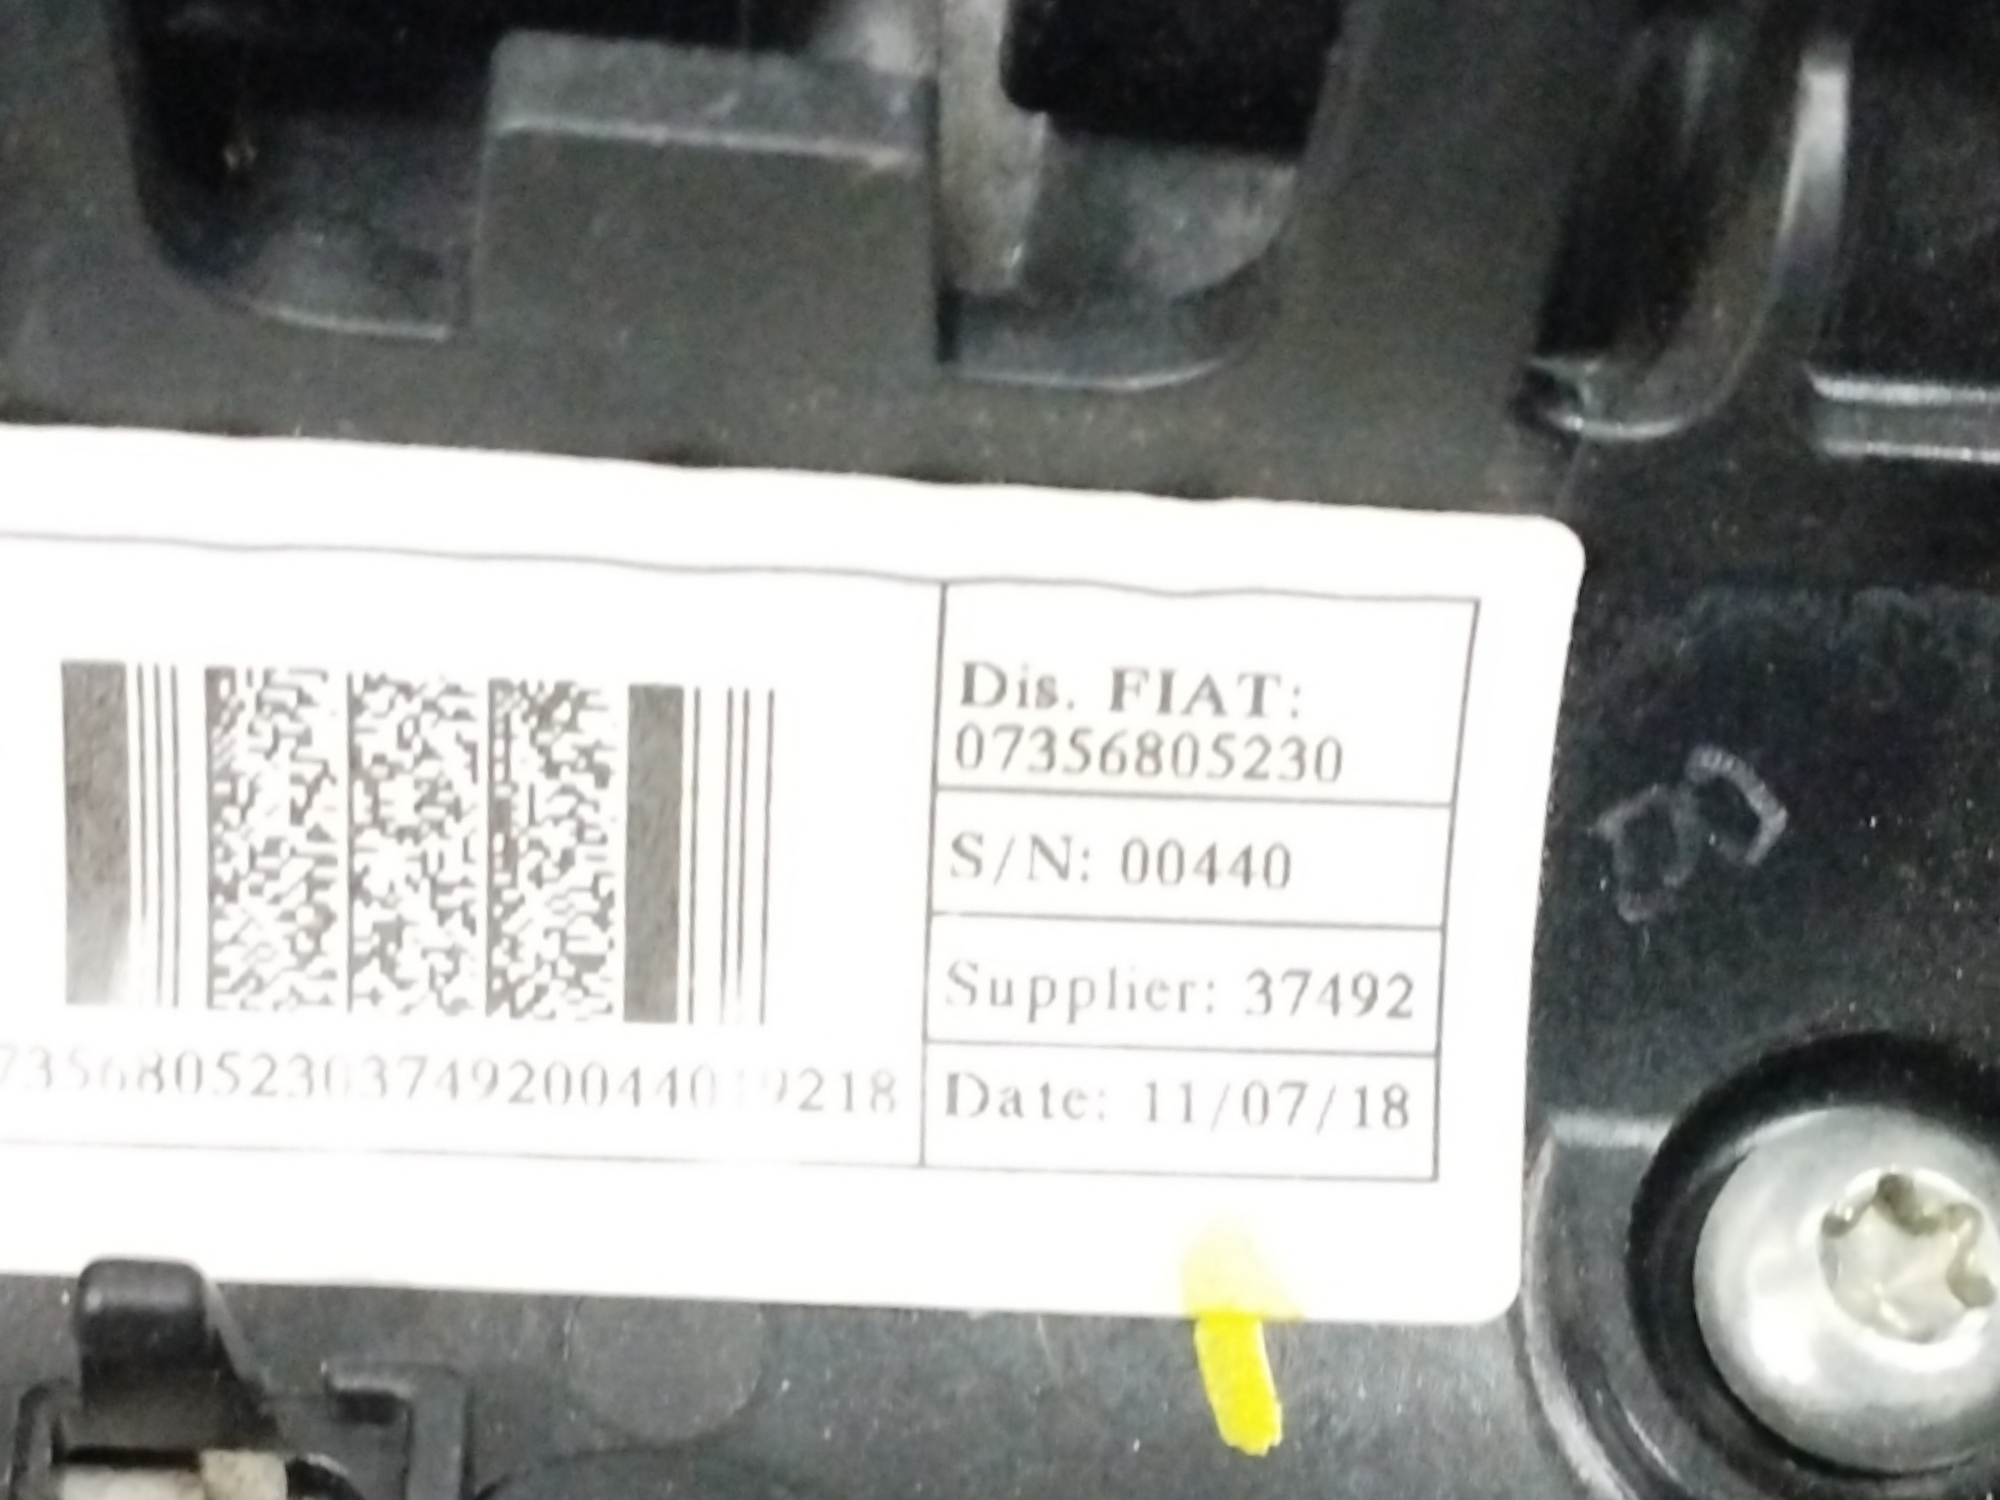 Dis. FIAT:
07356805230
S/N: 00440
Supplier: 37492
Date: 11/07/18